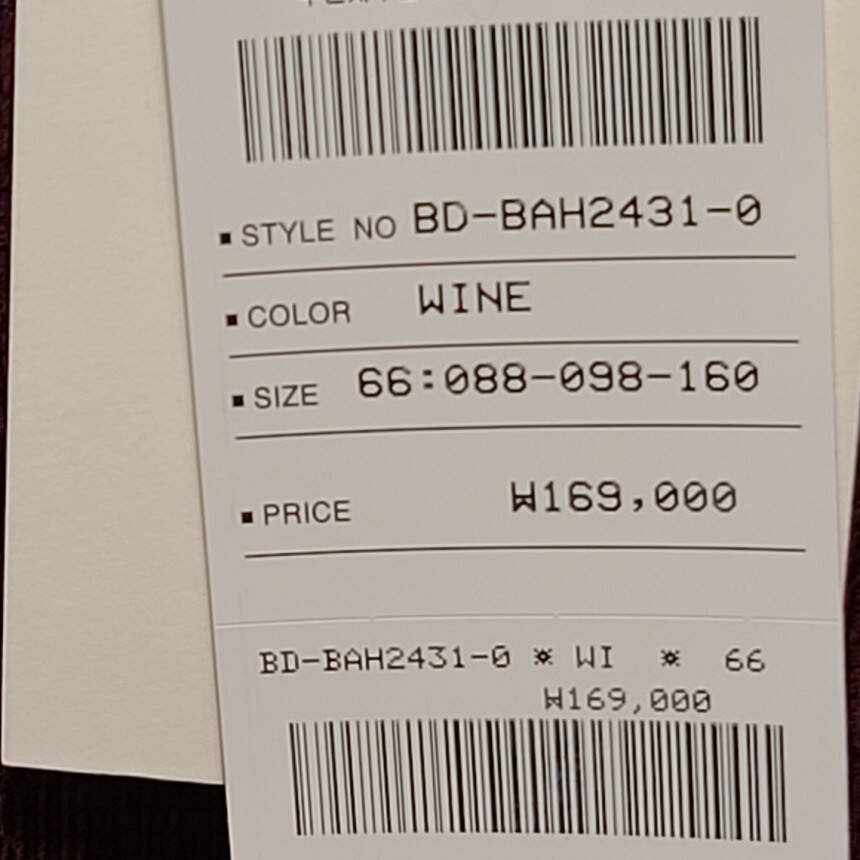 ■ STYLE NO BD-BAH2431-0
■ COLOR WINE
■ SIZE 66:088-098-160
■ PRICE ₩169,000
BD-BAH2431-0 * WI * 66
₩169,000